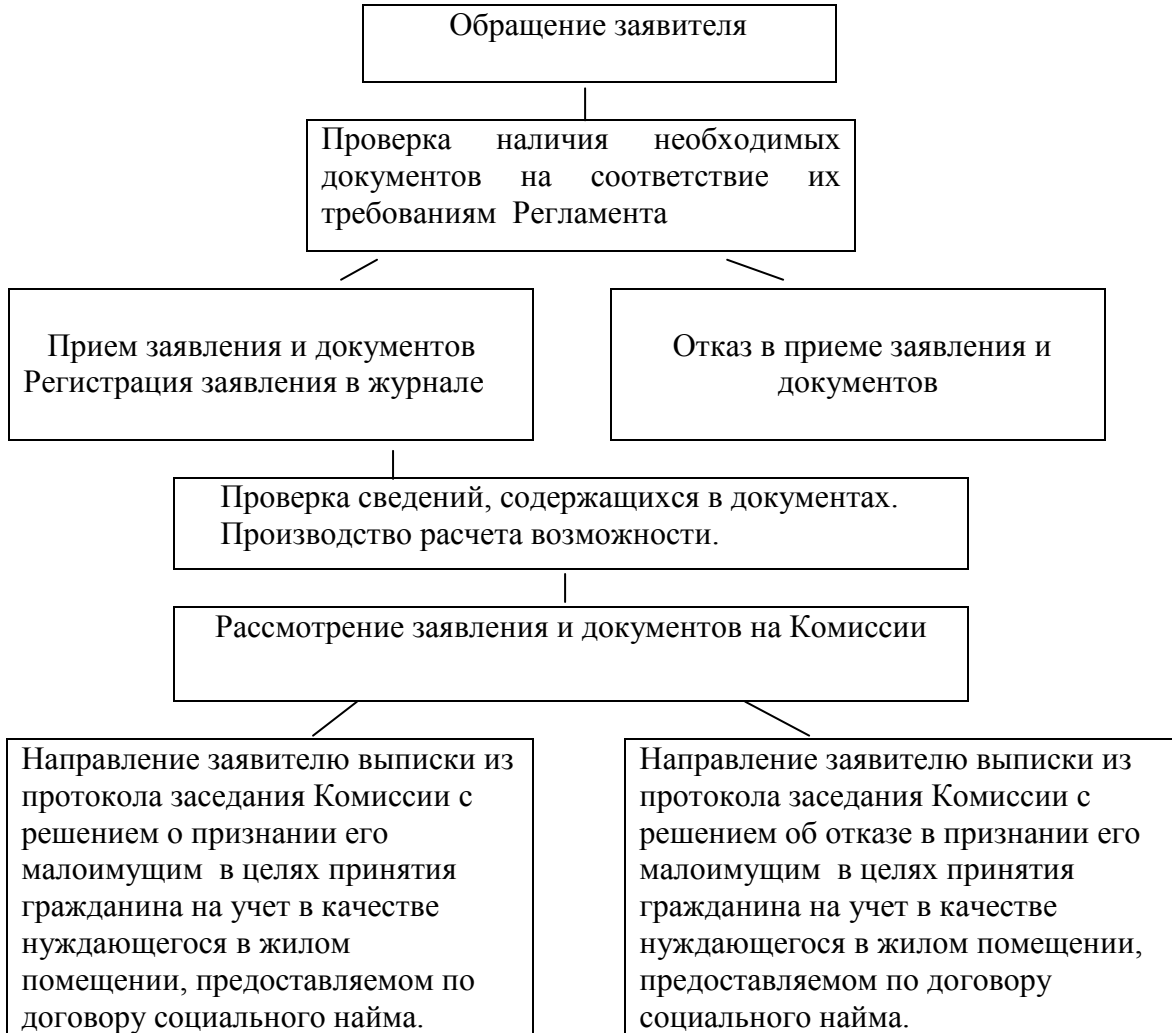 Обращение заявителя
Проверка наличия необходимых
документов на соответствие их
требованиям Регламента
Прием заявления и документов
Регистрация заявления в журнале
Отказ в приеме заявления и
документов
Проверка сведений, содержащихся в документах.
Производство расчета возможности.
Рассмотрение заявления и документов на Комиссии
Направление заявителю выписки из
протокола заседания Комиссии с
решением о признании его
малоимущим в целях принятия
гражданина на учет в качестве
нуждающегося в жилом
помещении, предоставляемом по
договору социального найма.
Направление заявителю выписки из
протокола заседания Комиссии с
решением об отказе в признании его
малоимущим в целях принятия
гражданина на учет в качестве
нуждающегося в жилом помещении,
предоставляемом по договору
социального найма.